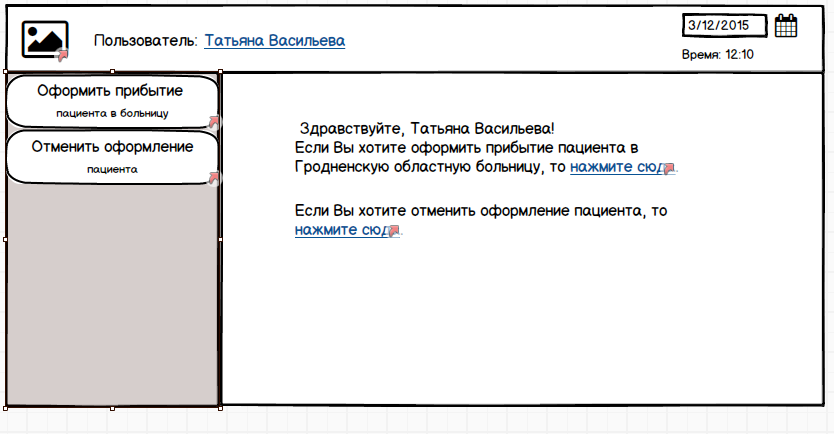 Пользователь: Татьяна Васильева
3/12/2015
Время: 12:10
Оформить прибытие
пациента в больницу
Отменить оформление
пациента
Здравствуйте, Татьяна Васильева!
Если Вы хотите оформить прибытие пациента в
Гродненскую областную больницу, то нажмите сюда.
Если Вы хотите отменить оформление пациента, то
нажмите сюда.